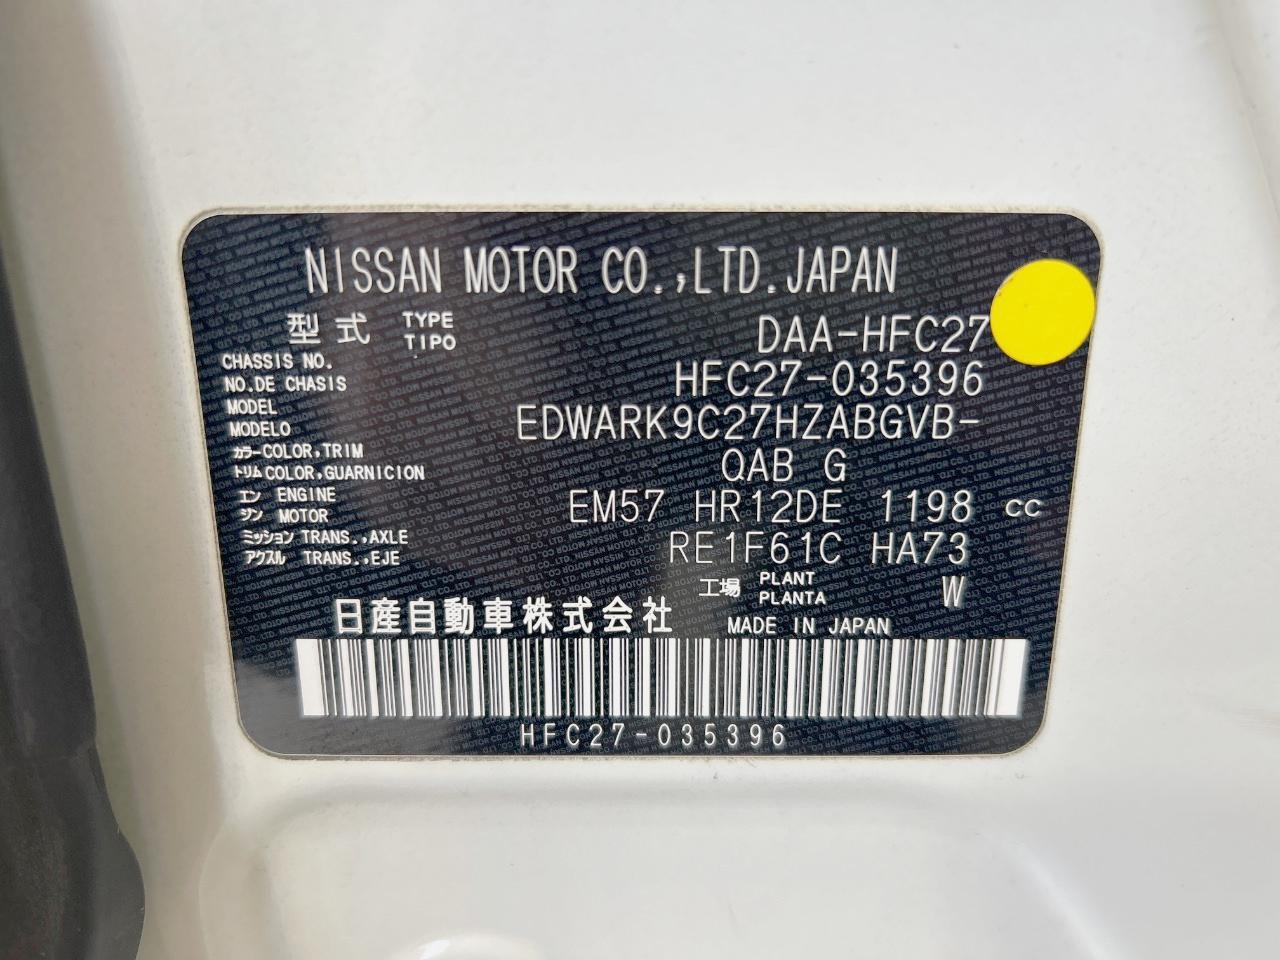 NISSAN MOTOR CO.,LTD.JAPAN
型式 TYPE TIPO DAA-HFC27
CHASSIS NO. NO.DE CHASIS HFC27-035396
MODEL MODELO EDWARK9C27HZABGVB-
カラー COLOR,TRIM トリム COLOR,GUARNICION QAB G
エンジン ENGINE MOTOR EM57 HR12DE 1198 cc
ミッション TRANS.,AXLE アクスル TRANS.,EJE RE1F61C HA73
工場 PLANT PLANTA W
日産自動車株式会社 MADE IN JAPAN
HFC27-035396